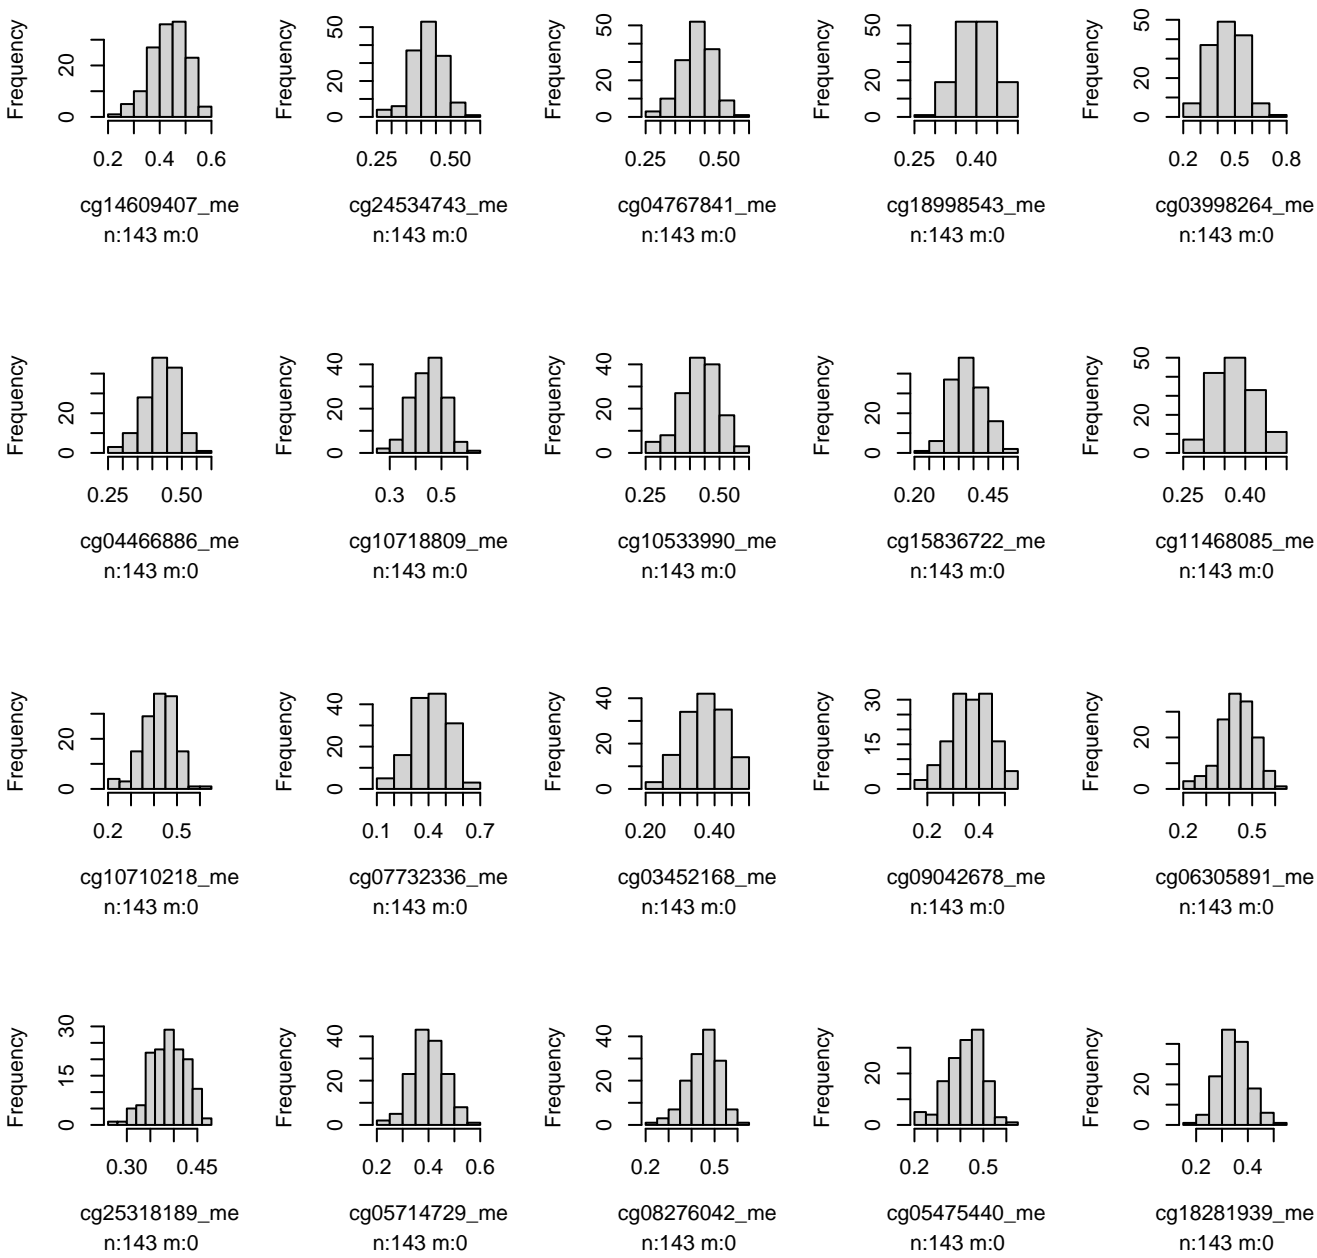 Frequency
0 20
0.2 0.4 0.6
cg14609407_me
n:143 m:0
Frequency
0 20 50
0.25 0.50
cg24534743_me
n:143 m:0
Frequency
0 20 50
0.25 0.50
cg04767841_me
n:143 m:0
Frequency
0 20 50
0.25 0.40
cg18998543_me
n:143 m:0
Frequency
0 20 50
0.2 0.5 0.8
cg03998264_me
n:143 m:0
Frequency
0 20
0.25 0.50
cg04466886_me
n:143 m:0
Frequency
0 20 40
0.3 0.5
cg10718809_me
n:143 m:0
Frequency
0 20 40
0.25 0.50
cg10533990_me
n:143 m:0
Frequency
0 20
0.20 0.45
cg15836722_me
n:143 m:0
Frequency
0 20 50
0.25 0.40
cg11468085_me
n:143 m:0
Frequency
0 20
0.2 0.5
cg10710218_me
n:143 m:0
Frequency
0 20 40
0.1 0.4 0.7
cg07732336_me
n:143 m:0
Frequency
0 20 40
0.20 0.40
cg03452168_me
n:143 m:0
Frequency
0 15 30
0.2 0.4
cg09042678_me
n:143 m:0
Frequency
0 20
0.2 0.5
cg06305891_me
n:143 m:0
Frequency
0 15 30
0.30 0.45
cg25318189_me
n:143 m:0
Frequency
0 20 40
0.2 0.4 0.6
cg05714729_me
n:143 m:0
Frequency
0 20 40
0.2 0.5
cg08276042_me
n:143 m:0
Frequency
0 20
0.2 0.5
cg05475440_me
n:143 m:0
Frequency
0 20
0.2 0.4
cg18281939_me
n:143 m:0